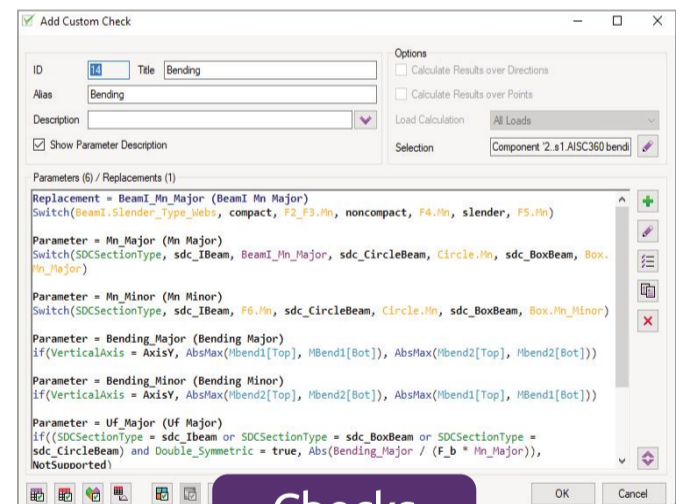 Add Custom Check
ID 14 Title Bending
Alias Bending
Description
Show Parameter Description
Options
Calculate Results over Directions
Calculate Results over Points
Load Calculation All Loads
Selection Component '2..s1.AISC360 bendi
Parameters (6) / Replacements (1)
Replacement = BeamI_Mn_Major (BeamI Mn Major)
Switch(BeamI.Slender_Type_Webs, compact, F2_F3.Mn, noncompact, F4.Mn, slender, F5.Mn)
Parameter = Mn_Major (Mn Major)
Switch(SDCSectionType, sdc_IBeam, BeamI_Mn_Major, sdc_CircleBeam, Circle.Mn, sdc_BoxBeam, Box.
Mn_Major)
Parameter = Mn_Minor (Mn Minor)
Switch(SDCSectionType, sdc_IBeam, F6.Mn, sdc_CircleBeam, Circle.Mn, sdc_BoxBeam, Box.Mn_Minor)
Parameter = Bending_Major (Bending Major)
if(VerticalAxis = AxisY, AbsMax(Mbend1[Top], MBend1[Bot]), AbsMax(Mbend2[Top], Mbend2[Bot]))
Parameter = Bending_Minor (Bending Minor)
if(VerticalAxis = AxisY, AbsMax(Mbend2[Top], Mbend2[Bot]), AbsMax(Mbend1[Top], MBend1[Bot]))
Parameter = Uf_Major (Uf Major)
if((SDCSectionType = sdc_Ibeam or SDCSectionType = sdc_BoxBeam or SDCSectionType =
sdc_CircleBeam) and Double_Symmetric = true, Abs(Bending_Major / (F_b * Mn_Major)),
NotSupported)
OK Cancel
Checks